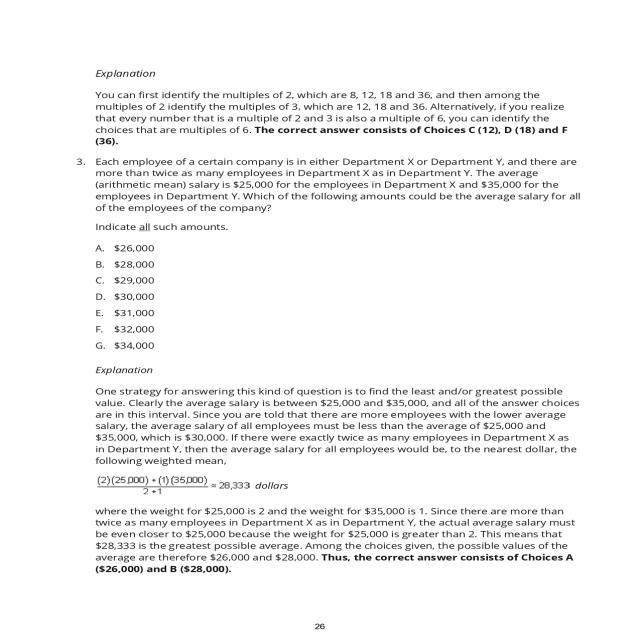 Explanation
You can first identify the multiples of 2, which are 8, 12, 18 and 36, and then among the
multiples of 2 identify the multiples of 3, which are 12, 18 and 36. Alternatively, if you realize
that every number that is a multiple of 2 and 3 is also a multiple of 6, you can identify the
choices that are multiples of 6. The correct answer consists of Choices C (12), D (18) and F
(36).
3. Each employee of a certain company is in either Department X or Department Y, and there are
more than twice as many employees in Department X as in Department Y. The average
(arithmetic mean) salary is $25,000 for the employees in Department X and $35,000 for the
employees in Department Y. Which of the following amounts could be the average salary for all
of the employees of the company?
Indicate all such amounts.
A. $26,000
B. $28,000
C. $29,000
D. $30,000
E. $31,000
F. $32,000
G. $34,000
Explanation
One strategy for answering this kind of question is to find the least and/or greatest possible
value. Clearly the average salary is between $25,000 and $35,000, and all of the answer choices
are in this interval. Since you are told that there are more employees with the lower average
salary, the average salary of all employees must be less than the average of $25,000 and
$35,000, which is $30,000. If there were exactly twice as many employees in Department X as
in Department Y, then the average salary for all employees would be, to the nearest dollar, the
following weighted mean,
(2)(25,000) + (1)(35,000)
2 + 1
≈ 28,333 dollars
where the weight for $25,000 is 2 and the weight for $35,000 is 1. Since there are more than
twice as many employees in Department X as in Department Y, the actual average salary must
be even closer to $25,000 because the weight for $25,000 is greater than 2. This means that
$28,333 is the greatest possible average. Among the choices given, the possible values of the
average are therefore $26,000 and $28,000. Thus, the correct answer consists of Choices A
($26,000) and B ($28,000).
26